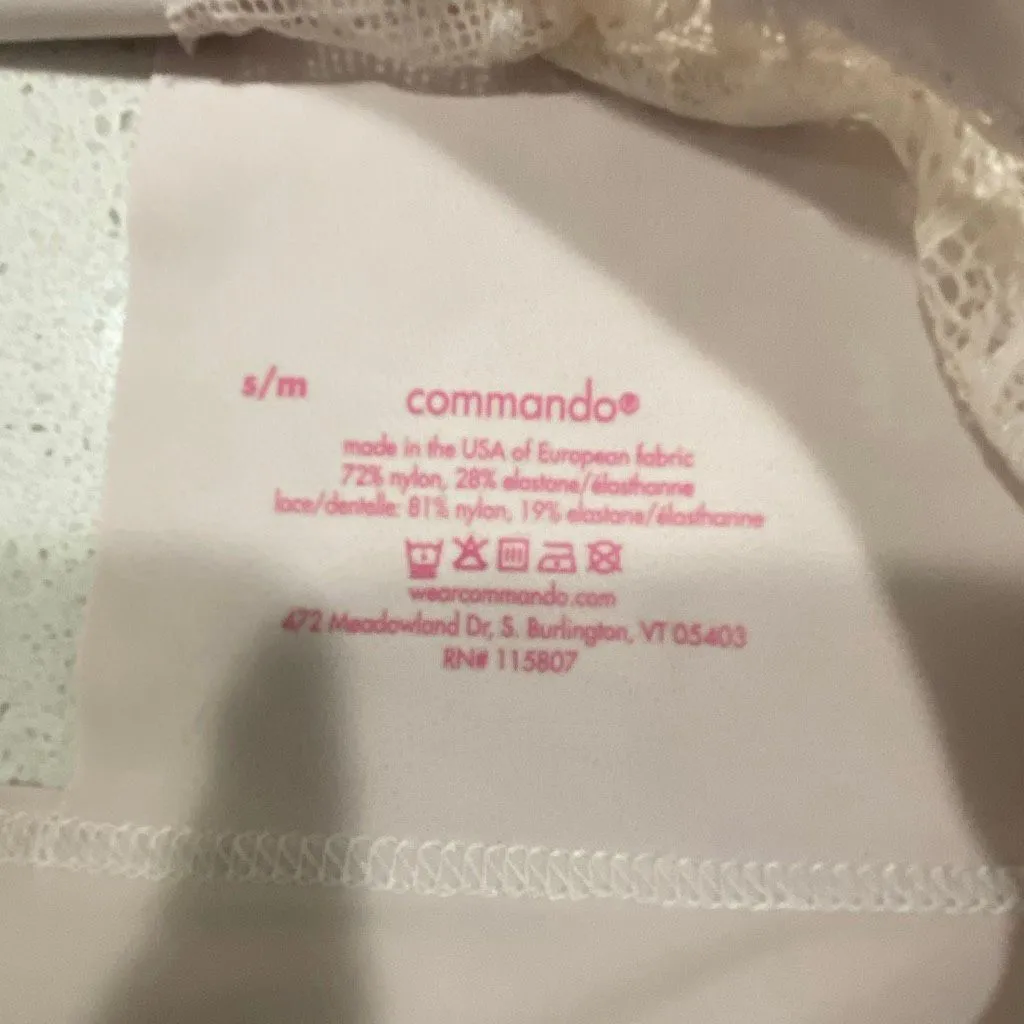 s/m
commando®
made in the USA of European fabric
72% nylon, 28% elastane/élasthanne
lace/dentelle: 81% nylon, 19% elastane/élasthanne
wearcommando.com
472 Meadowland Dr, S. Burlington, VT 05403
RN# 115807